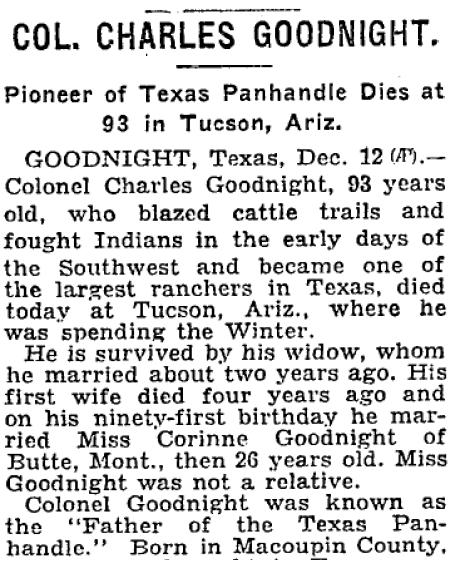 COL. CHARLES GOODNIGHT.
Pioneer of Texas Panhandle Dies at
93 in Tucson, Ariz.
GOODNIGHT, Texas, Dec. 12 (AP).—
Colonel Charles Goodnight, 93 years
old, who blazed cattle trails and
fought Indians in the early days of
the Southwest and became one of
the largest ranchers in Texas, died
today at Tucson, Ariz., where he
was spending the Winter.
He is survived by his widow, whom
he married about two years ago. His
first wife died four years ago and
on his ninety-first birthday he mar-
ried Miss Corinne Goodnight of
Butte, Mont., then 26 years old. Miss
Goodnight was not a relative.
Colonel Goodnight was known as
the "Father of the Texas Pan-
handle." Born in Macoupin County,